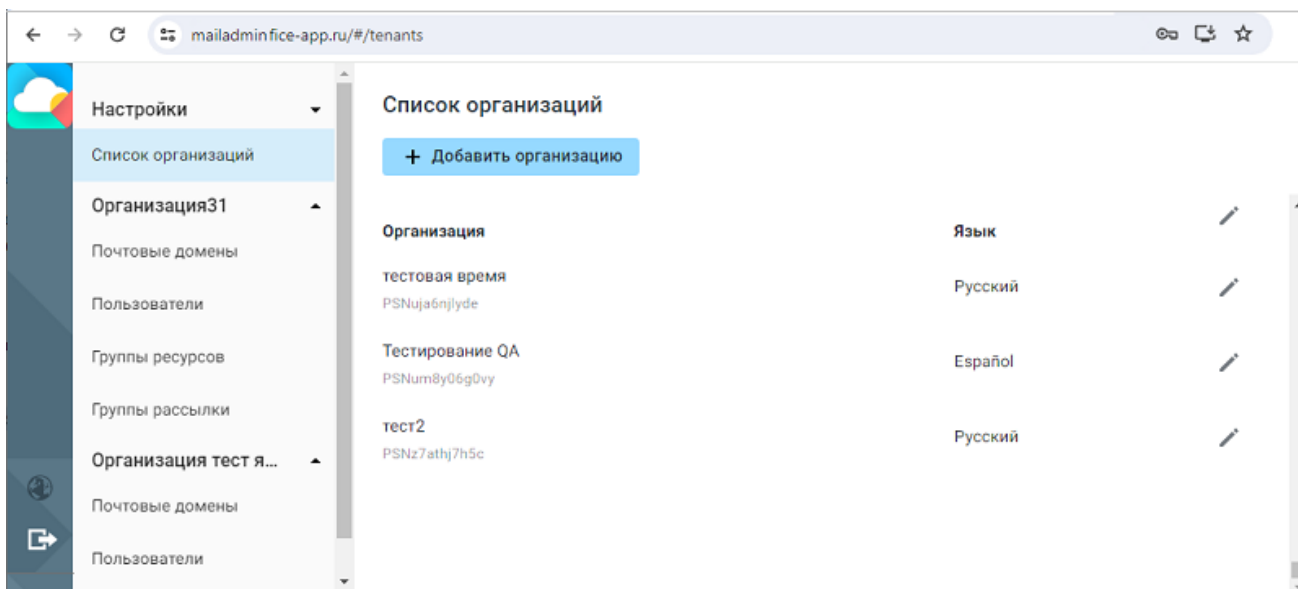 mailadminfice-app.ru/#/tenants
Настройки
Список организаций
Организация31
Почтовые домены
Пользователи
Группы ресурсов
Группы рассылки
Организация тест я...
Почтовые домены
Пользователи
Список организаций
+ Добавить организацию
Организация Язык
тестовая время Русский
PSNuja6njlyde
Тестирование QA Español
PSNum8y06g0vy
тест2 Русский
PSNz7athj7h5c